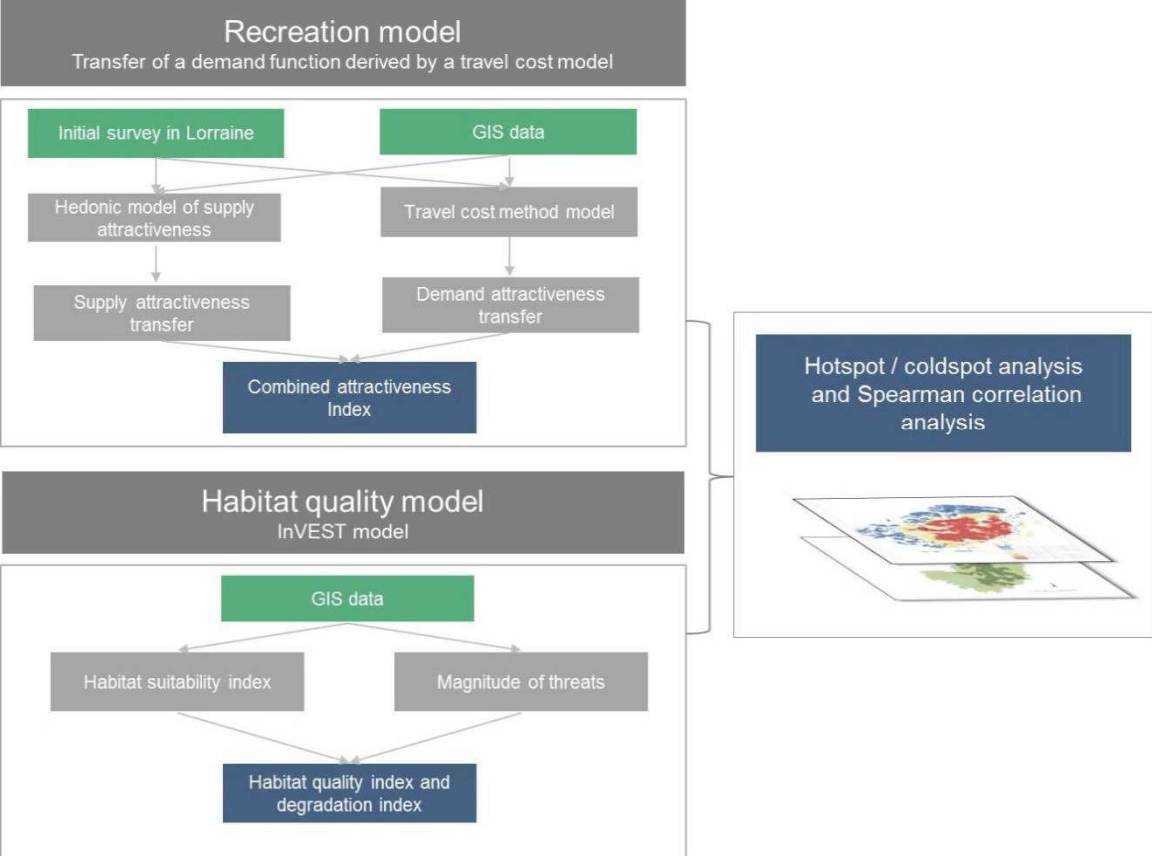 Recreation model
Transfer of a demand function derived by a travel cost model
Initial survey in Lorraine
GIS data
Hedonic model of supply
attractiveness
Travel cost method model
Supply attractiveness
transfer
Demand attractiveness
transfer
Combined attractiveness
Index
Habitat quality model
InVEST model
GIS data
Habitat suitability index
Magnitude of threats
Habitat quality index and
degradation index
Hotspot / coldspot analysis
and Spearman correlation
analysis